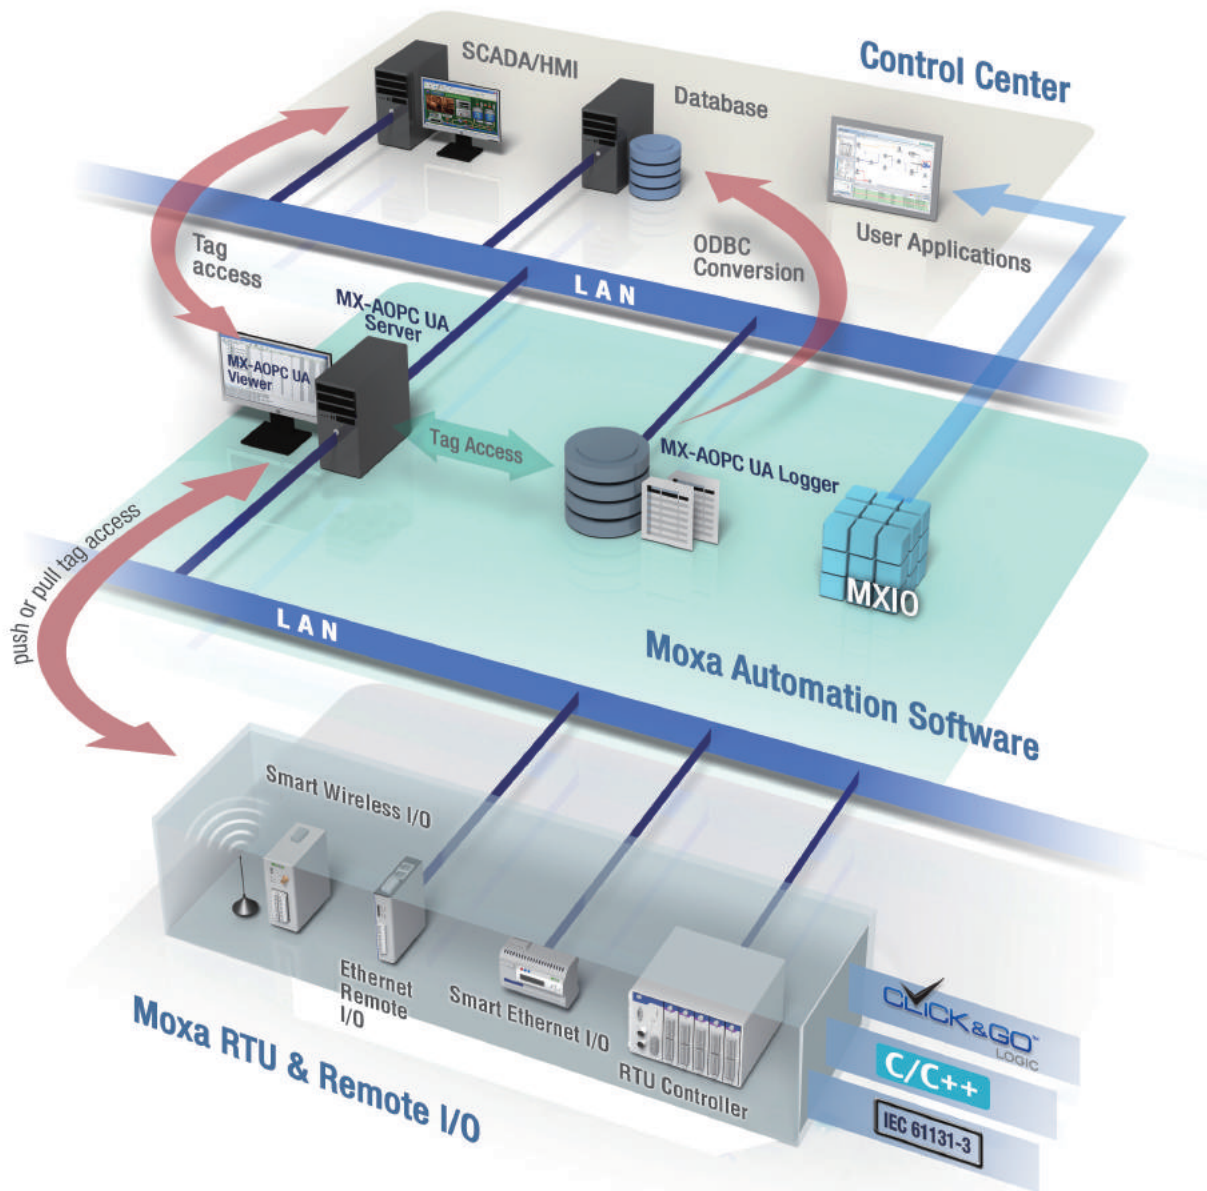 Control Center
SCADA/HMI
Database
User Applications
Tag
access
ODBC
Conversion
LAN
MX-AOPC UA
Server
MX-AOPC UA
Viewer
Tag Access
MX-AOPC UA Logger
MXIO
push or pull tag access
LAN
Moxa Automation Software
Smart Wireless I/O
Ethernet
Remote
I/O
Smart Ethernet I/O
RTU Controller
Moxa RTU & Remote I/O
CLICK&GO™
LOGIC
C/C++
IEC 61131-3